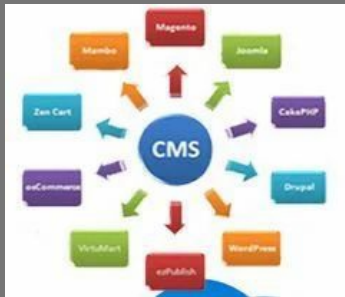 Magento
Mambo
Joomla
Zen Cart
CakePHP
CMS
osCommerce
Drupal
VirtuMart
WordPress
ezPublish